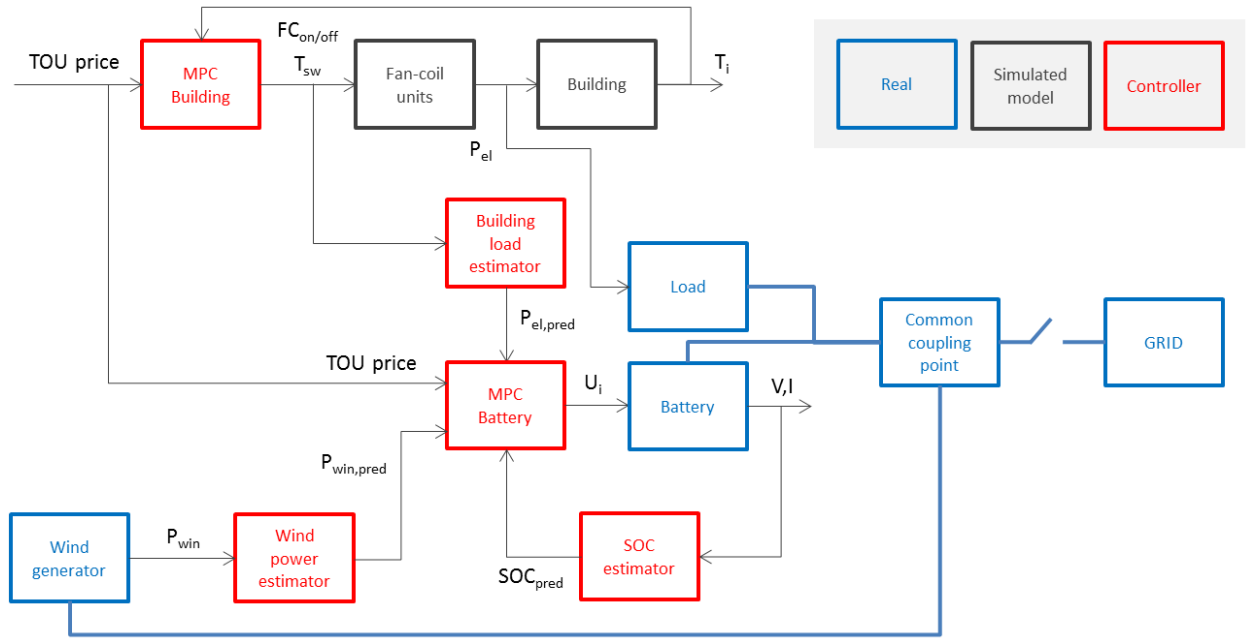 FCon/off
TOU price
MPC
Building
Tsw
Fan-coil
units
Building
Ti
Real
Simulated
model
Controller
Pel
Building
load
estimator
Load
Pel,pred
Common
coupling
point
GRID
TOU price
MPC
Battery
Ui
Battery
V,I
Pwin,pred
Wind
generator
Pwin
Wind
power
estimator
SOCpred
SOC
estimator